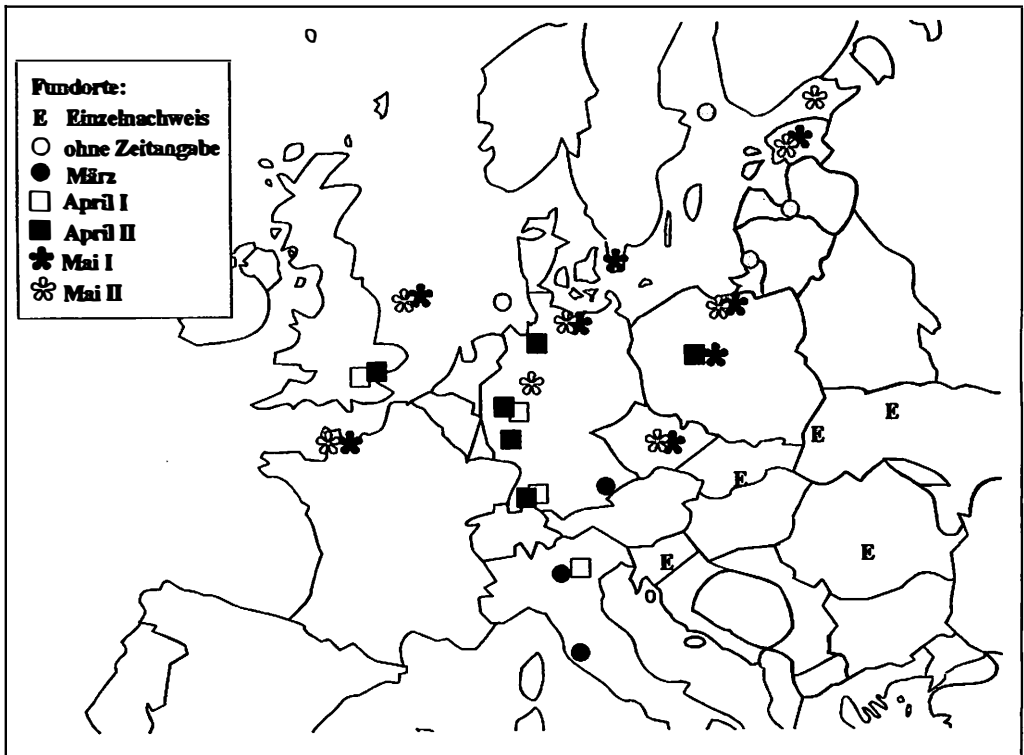 Fundorte:
E Einzelnachweis
ohne Zeitangabe
März
April I
April II
Mai I
Mai II
E
E
E
E
E